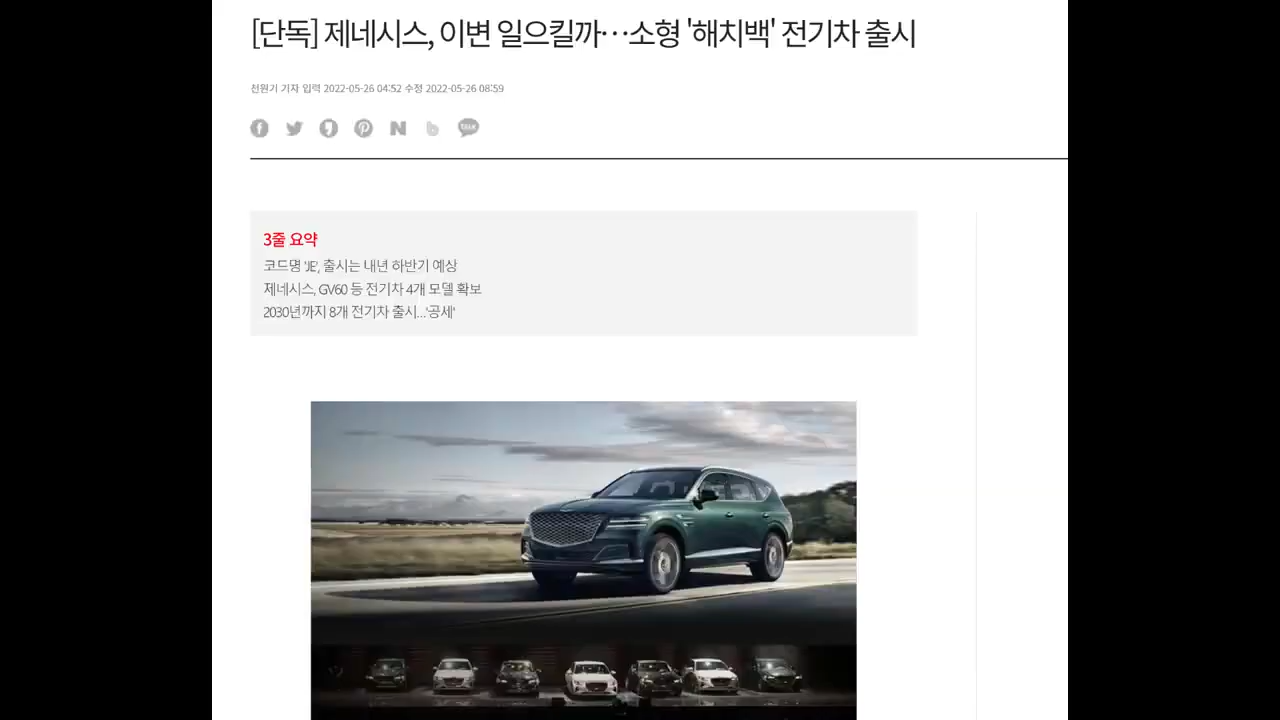 [단독] 제네시스, 이변 일으킬까…소형 '해치백' 전기차 출시
천원기 기자 입력 2022-05-26 04:52 수정 2022-05-26 08:59
3줄 요약
코드명 'JE', 출시는 내년 하반기 예상
제네시스, GV60 등 전기차 4개 모델 확보
2030년까지 8개 전기차 출시...'공세'